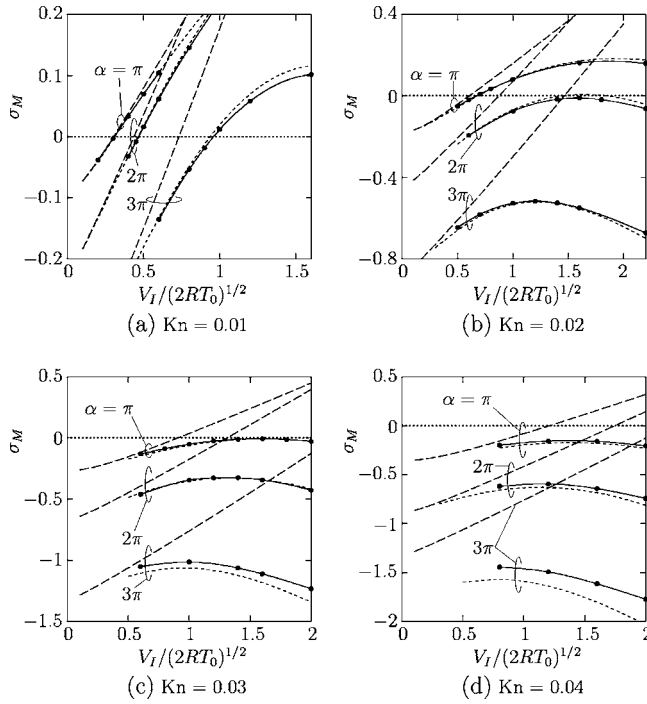 0.2
0.1
0
−0.1
−0.2
σ_M
α = π
2π
3π
0 0.5 1 1.5
V_I/(2RT_0)^{1/2}
(a) Kn = 0.01
0.4
0
−0.4
−0.8
σ_M
α = π
2π
3π
0 0.5 1 1.5 2
V_I/(2RT_0)^{1/2}
(b) Kn = 0.02
0.5
0
−0.5
−1
−1.5
σ_M
α = π
2π
3π
0 0.5 1 1.5 2
V_I/(2RT_0)^{1/2}
(c) Kn = 0.03
0.5
0
−0.5
−1
−1.5
−2
σ_M
α = π
2π
3π
0 0.5 1 1.5 2
V_I/(2RT_0)^{1/2}
(d) Kn = 0.04